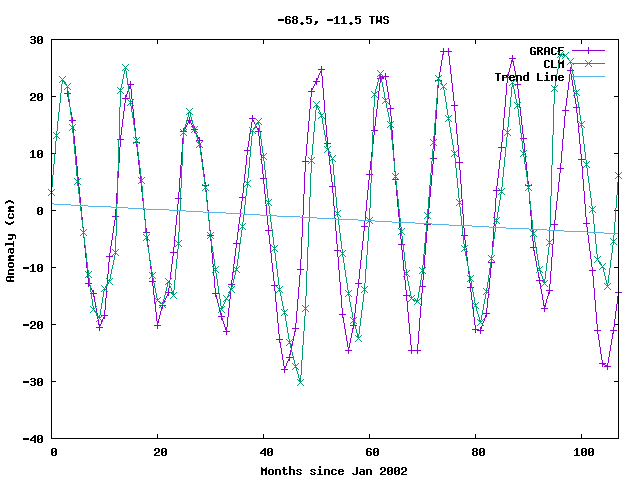 -68.5, -11.5 TWS
GRACE
CLM
Trend Line
30
20
10
0
-10
-20
-30
-40
Anomaly (cm)
0 20 40 60 80 100
Months since Jan 2002